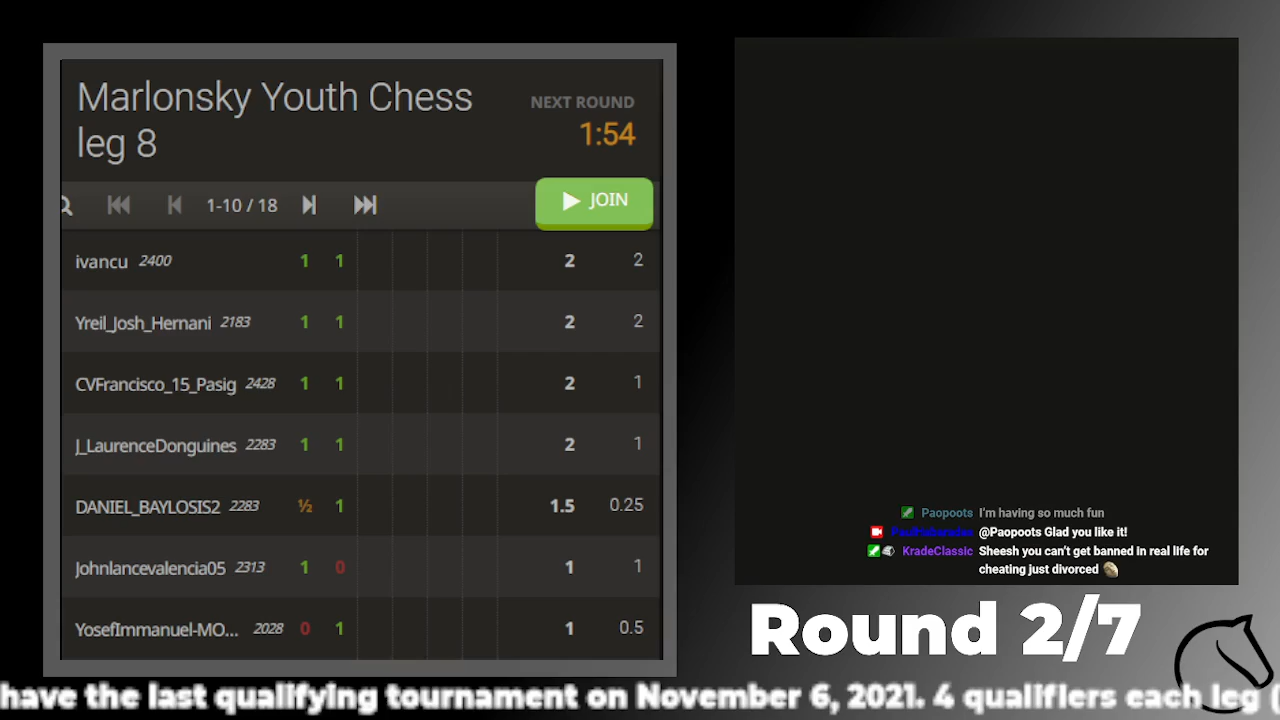 Marlonsky Youth Chess
leg 8
NEXT ROUND
1:54
1-10 / 18
JOIN
ivancu 2400 1 1 2 2
Yreil_Josh_Hernani 2183 1 1 2 2
CVFrancisco_15_Pasig 2428 1 1 2 1
J_LaurenceDonguines 2283 1 1 2 1
DANIEL_BAYLOSIS2 2283 ½ 1 1.5 0.25
Johnlancevalencia05 2313 1 0 1 1
YosefImmanuel-MO... 2028 0 1 1 0.5
Paopoots I'm having so much fun
@Paopoots Glad you like it!
KradeClassic Sheesh you can't get banned in real life for
cheating just divorced
Round 2/7
have the last qualifying tournament on November 6, 2021. 4 qualifiers each leg (